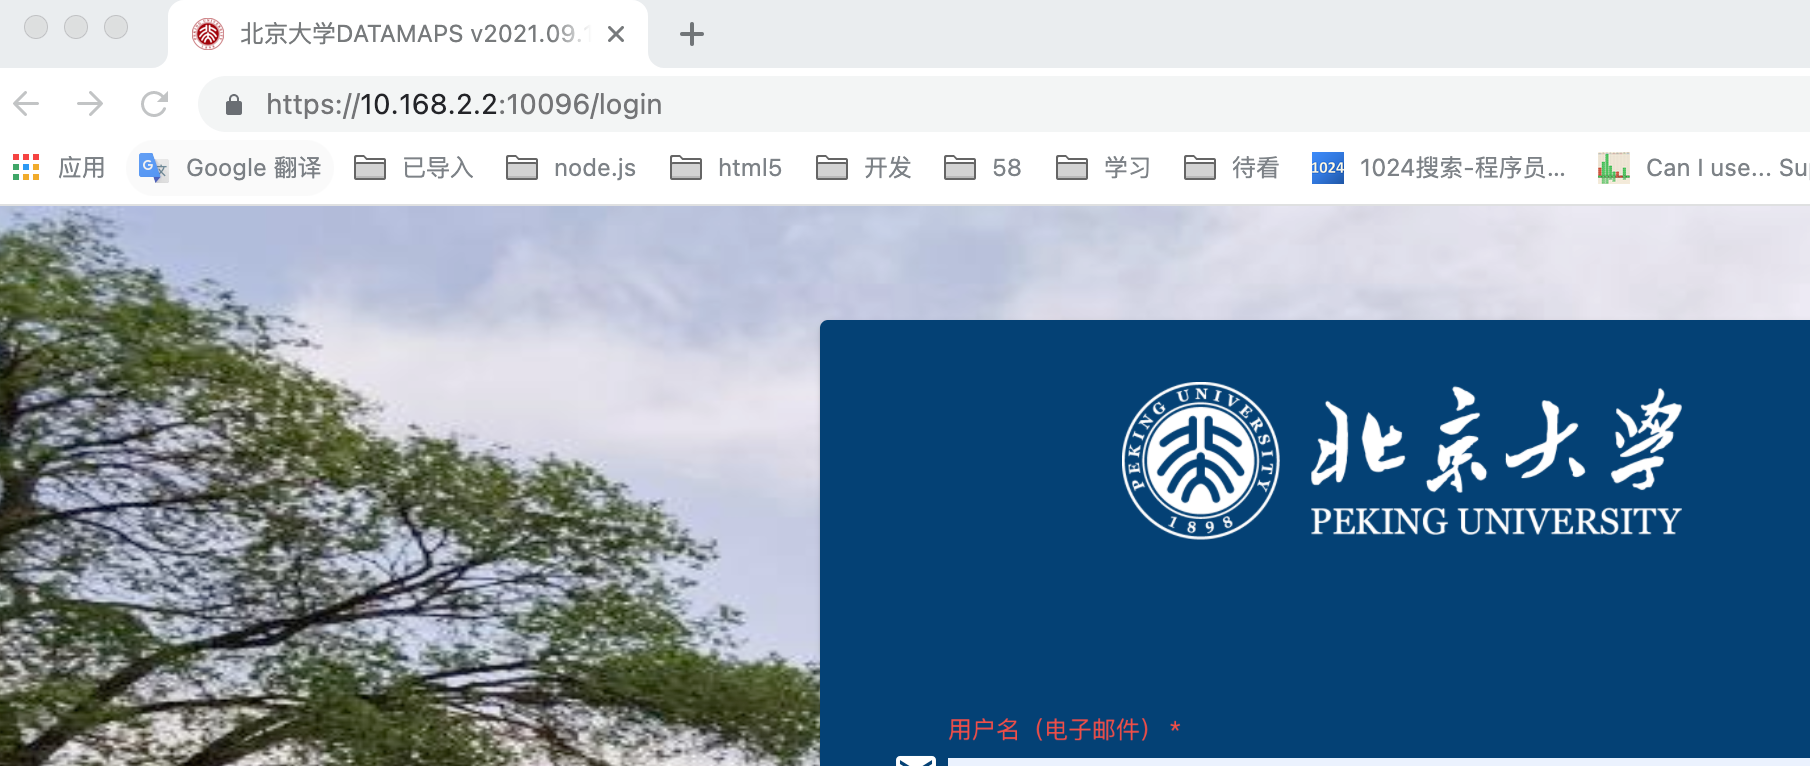 北京大学DATAMAPS v2021.09.1
https://10.168.2.2:10096/login
应用 Google 翻译 已导入 node.js html5 开发 58 学习 待看 1024 1024搜索-程序员... Can I use... Sup
PEKING UNIVERSITY
1898
北京大學
PEKING UNIVERSITY
用户名（电子邮件） *